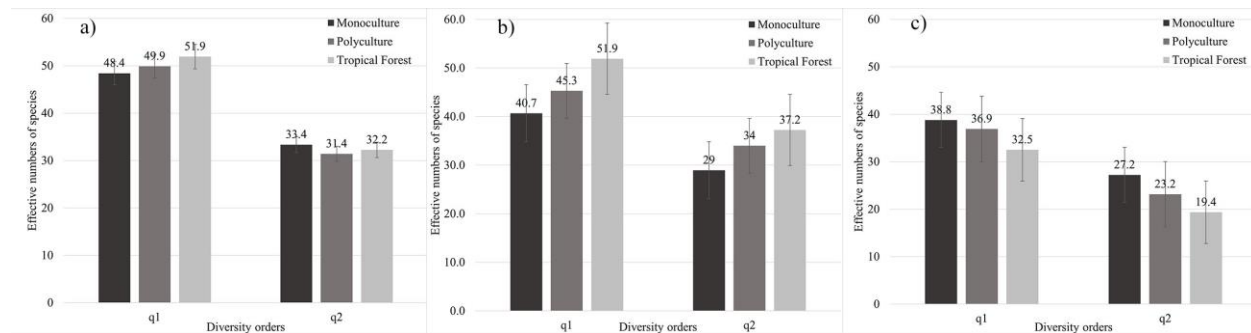 a)
Monoculture
Polyculture
Tropical Forest
Effective numbers of species
60
50
40
30
20
10
0
48.4
49.9
51.9
33.4
31.4
32.2
q1
q2
Diversity orders
b)
Monoculture
Polyculture
Tropical Forest
Effective numbers of species
60.0
50.0
40.0
30.0
20.0
10.0
0.0
40.7
45.3
51.9
29
34
37.2
q1
q2
Diversity orders
c)
Monoculture
Polyculture
Tropical Forest
Effective numbers of species
60
50
40
30
20
10
0
38.8
36.9
32.5
27.2
23.2
19.4
q1
q2
Diversity orders